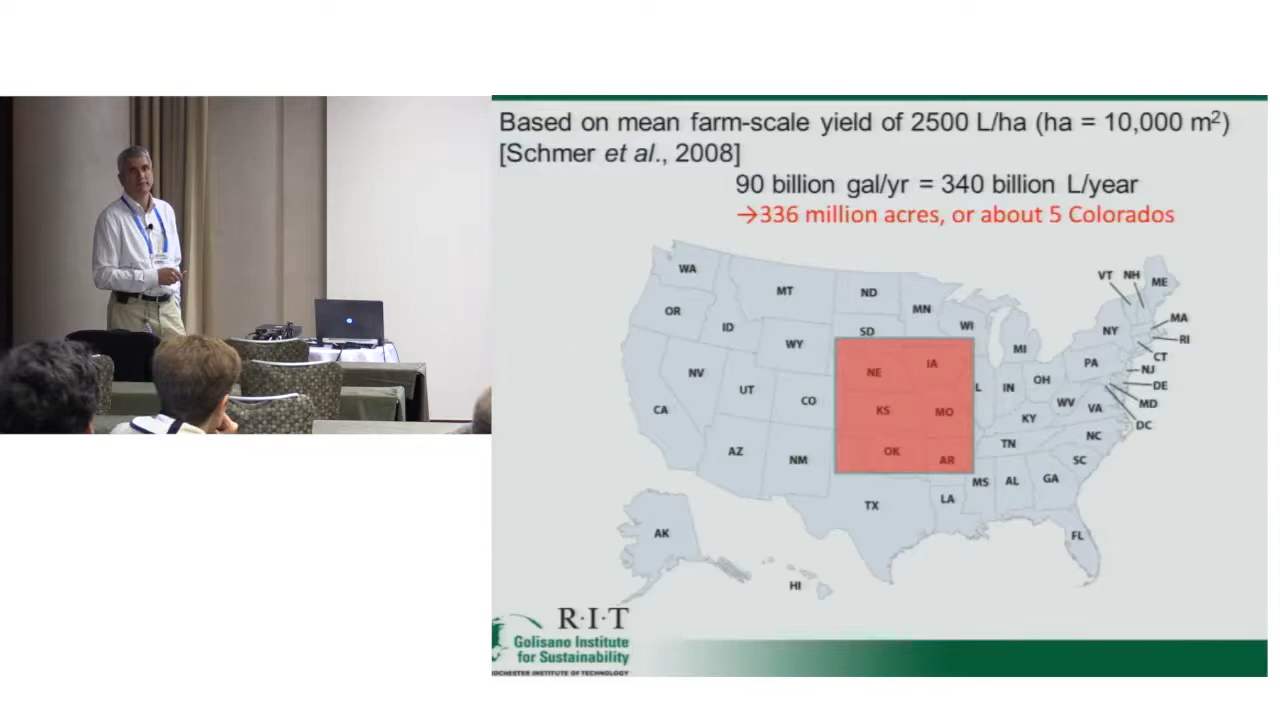 Based on mean farm-scale yield of 2500 L/ha (ha = 10,000 m²)
[Schmer et al., 2008]
90 billion gal/yr = 340 billion L/year
→336 million acres, or about 5 Colorados
WA
MT
ND
MN
VT
NH
ME
OR
ID
SD
WI
NY
MA
RI
WY
MI
PA
CT
NJ
NV
NE
IA
IN
OH
DE
UT
CO
WV
MD
CA
KS
MO
KY
VA
DC
AZ
NM
OK
AR
TN
NC
SC
MS
AL
GA
TX
LA
AK
FL
HI
R·I·T
Golisano Institute
for Sustainability
OCHESTER INSTITUTE OF TECHNOLOGY